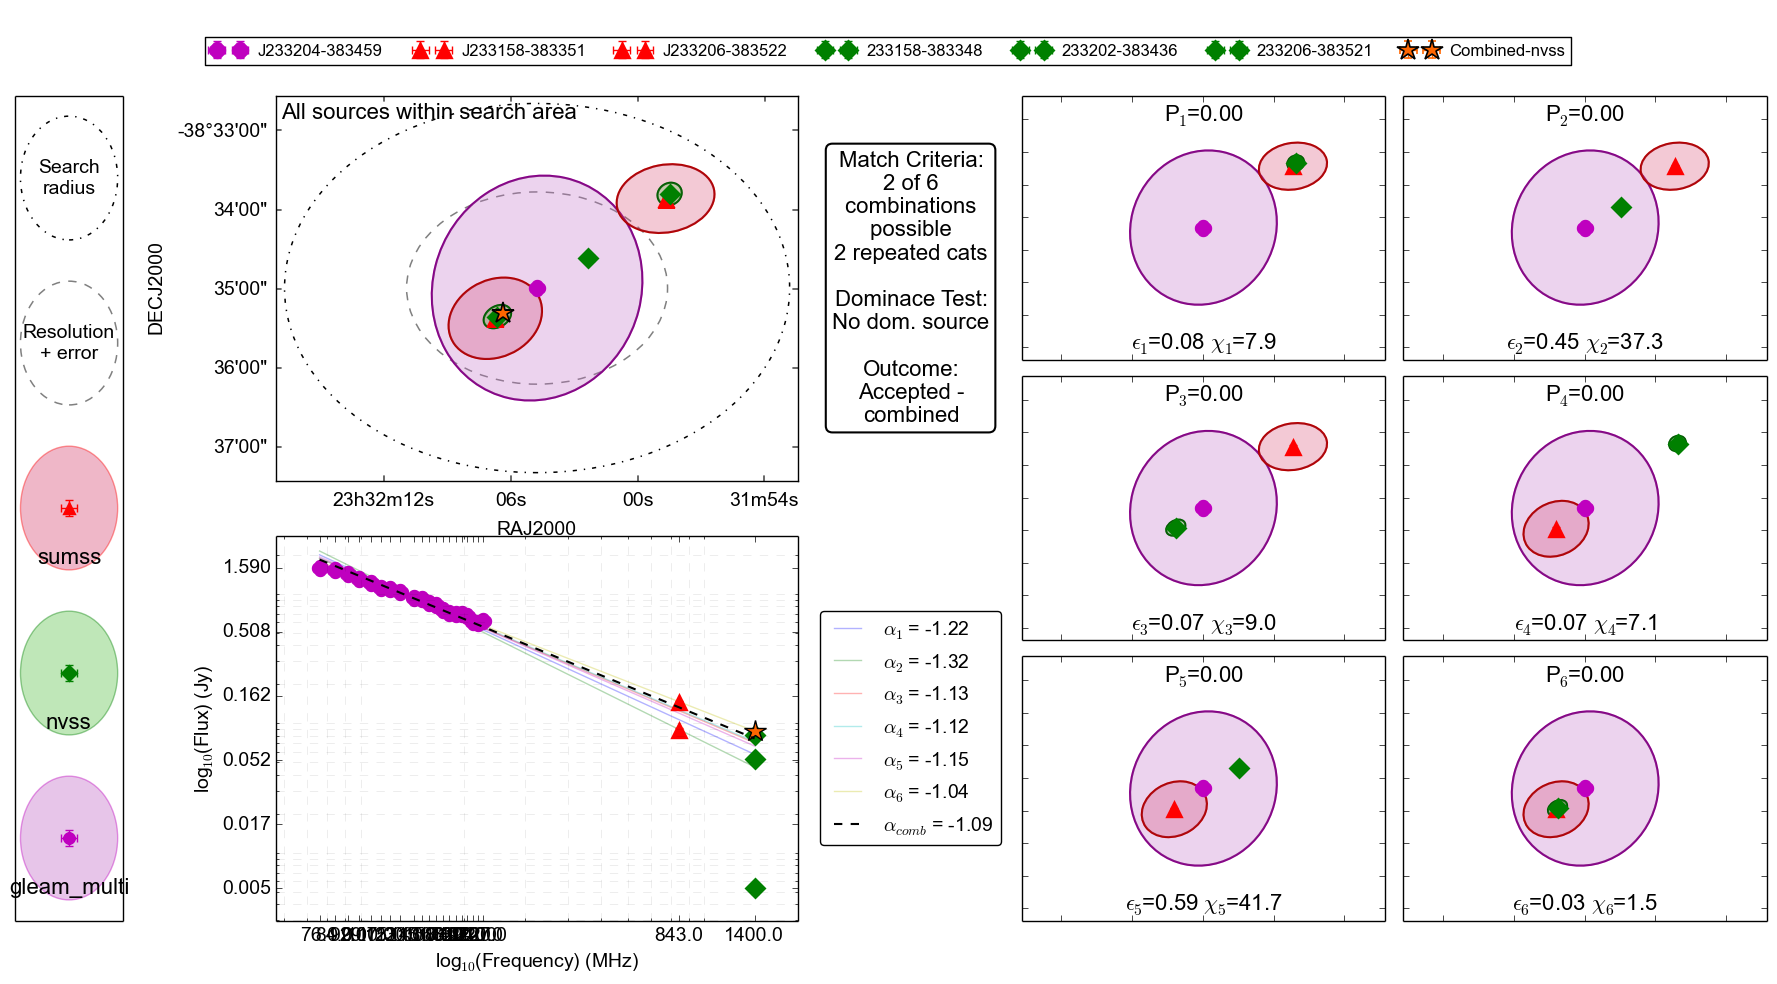 J233204-383459
J233158-383351
J233206-383522
233158-383348
233202-383436
233206-383521
Combined-nvss
Search
radius
Resolution
+ error
sumss
nvss
gleam_multi
All sources within search area
DECJ2000
-38°33'00"
34'00"
35'00"
36'00"
37'00"
23h32m12s
06s
00s
31m54s
RAJ2000
Match Criteria:
2 of 6
combinations
possible
2 repeated cats
Dominace Test:
No dom. source
Outcome:
Accepted -
combined
log10(Flux) (Jy)
1.590
0.508
0.162
0.052
0.017
0.005
843.0
1400.0
log10(Frequency) (MHz)
α1 = -1.22
α2 = -1.32
α3 = -1.13
α4 = -1.12
α5 = -1.15
α6 = -1.04
αcomb = -1.09
P1=0.00
ϵ1=0.08 χ1=7.9
P2=0.00
ϵ2=0.45 χ2=37.3
P3=0.00
ϵ3=0.07 χ3=9.0
P4=0.00
ϵ4=0.07 χ4=7.1
P5=0.00
ϵ5=0.59 χ5=41.7
P6=0.00
ϵ6=0.03 χ6=1.5